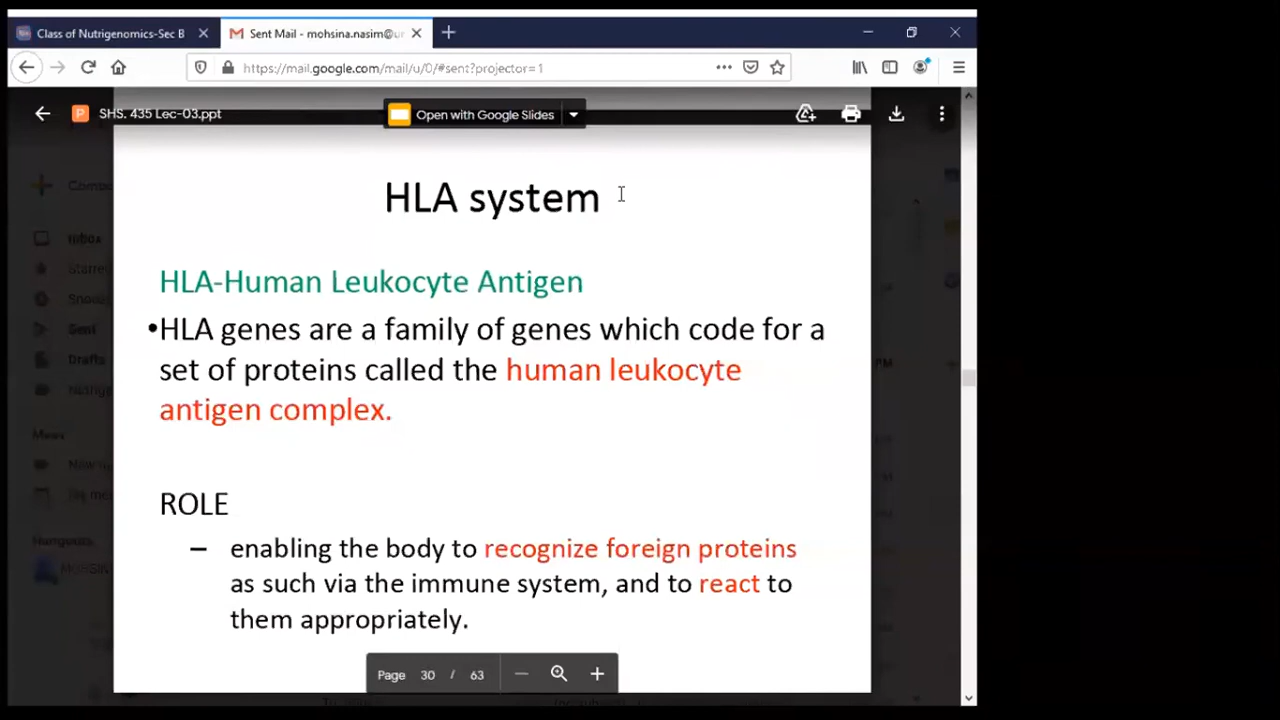 Class of Nutrigenomics-Sec B
Sent Mail - mohsina.nasim@
https://mail.google.com/mail/u/0/#sent?projector=1
SHS. 435 Lec-03.ppt
Open with Google Slides
HLA system
HLA-Human Leukocyte Antigen
•HLA genes are a family of genes which code for a
set of proteins called the human leukocyte
antigen complex.
ROLE
– enabling the body to recognize foreign proteins
as such via the immune system, and to react to
them appropriately.
Page 30 / 63
Inbox
Sent
Drafts
Meet
Hangouts